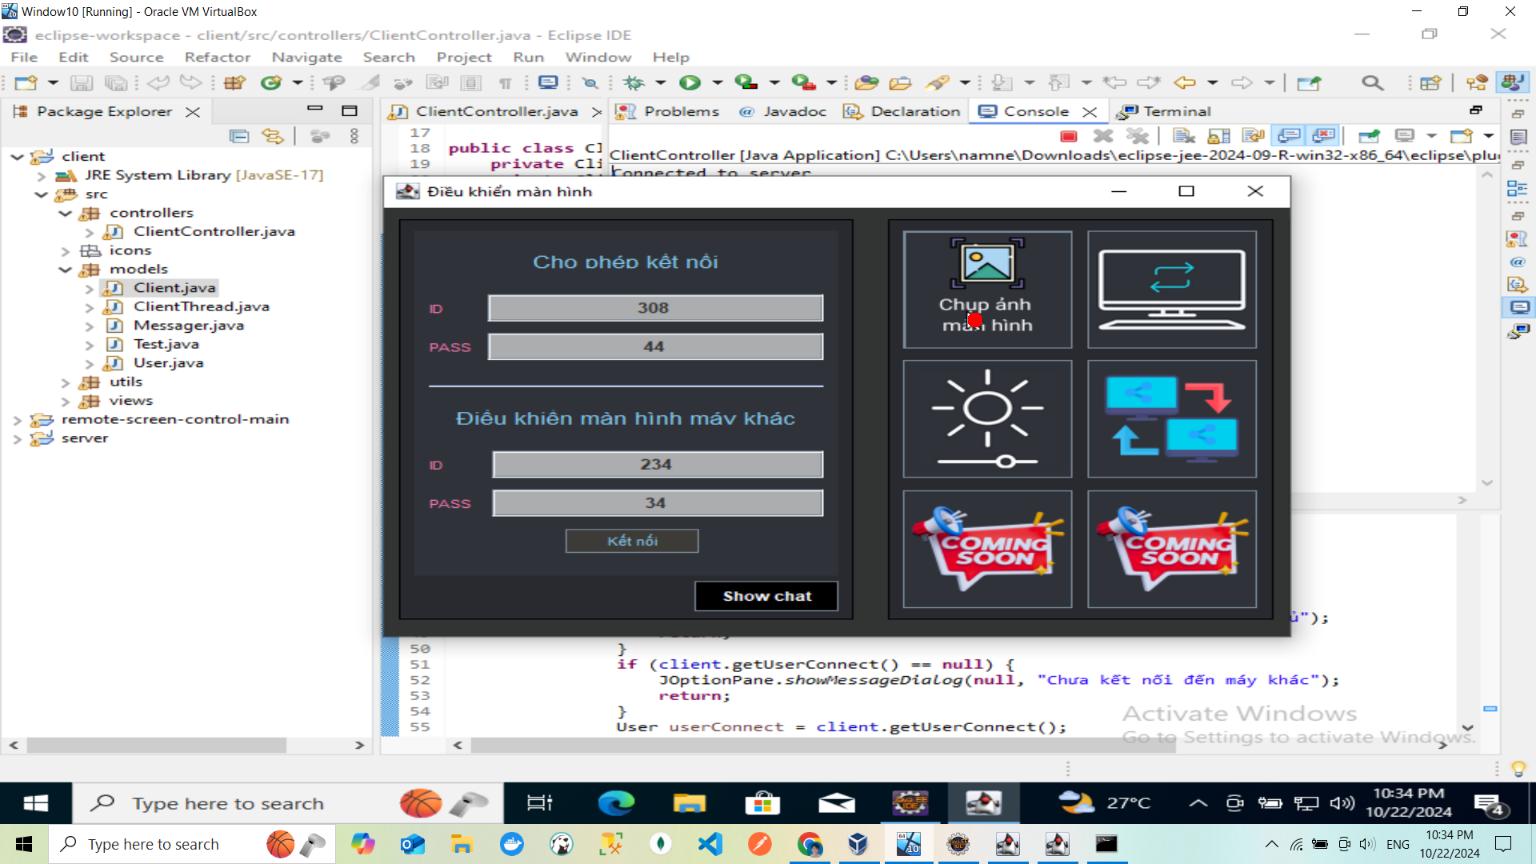 Window10 [Running] - Oracle VM VirtualBox
eclipse-workspace - client/src/controllers/ClientController.java - Eclipse IDE
File Edit Source Refactor Navigate Search Project Run Window Help
Package Explorer
client
JRE System Library [JavaSE-17]
src
controllers
ClientController.java
icons
models
Client.java
ClientThread.java
Messager.java
Test.java
User.java
utils
views
remote-screen-control-main
server
ClientController.java
Problems Javadoc Declaration Console Terminal
17
18 public class Cl
19 private Cli
ClientController [Java Application] C:\Users\namne\Downloads\eclipse-jee-2024-09-R-win32-x86_64\eclipse\plu
Connected to server
Điều khiển màn hình
Cho phép kết nối
ID 308
PASS 44
Điều khiển màn hình máy khác
ID 234
PASS 34
Kết nối
Show chat
Chụp ảnh
màn hình
COMING
SOON
COMING
SOON
");
50 }
51 if (client.getUserConnect() == null) {
52 JOptionPane.showMessageDialog(null, "Chưa kết nối đến máy khác");
53 return;
54 }
55 User userConnect = client.getUserConnect();
Activate Windows
Go to Settings to activate Windows.
Type here to search
27°C
10:34 PM
10/22/2024
4
Type here to search
ENG
10:34 PM
10/22/2024